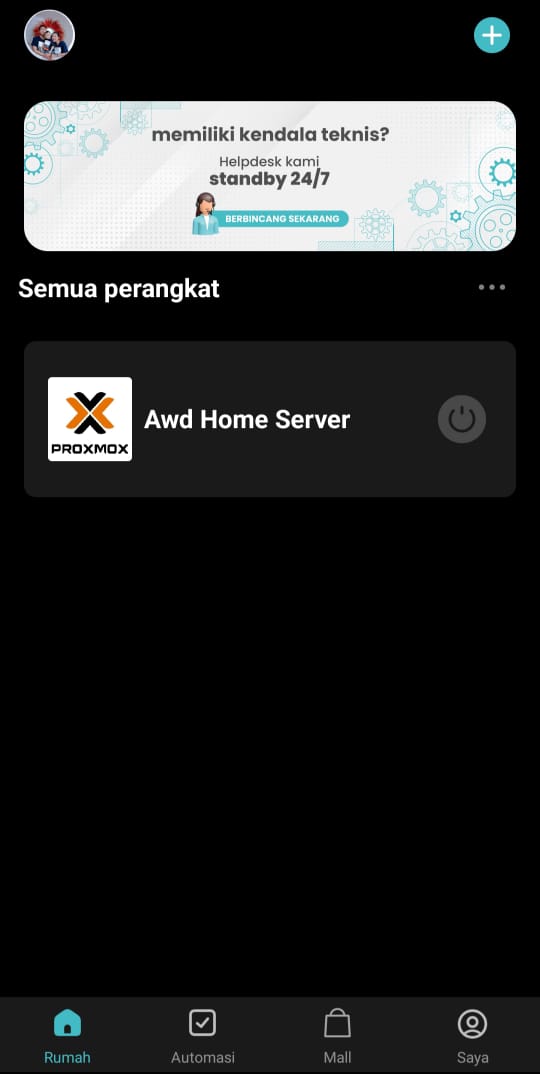 memiliki kendala teknis?
Helpdesk kami
standby 24/7
BERBINCANG SEKARANG
Semua perangkat
PROXMOX
Awd Home Server
Rumah
Automasi
Mall
Saya